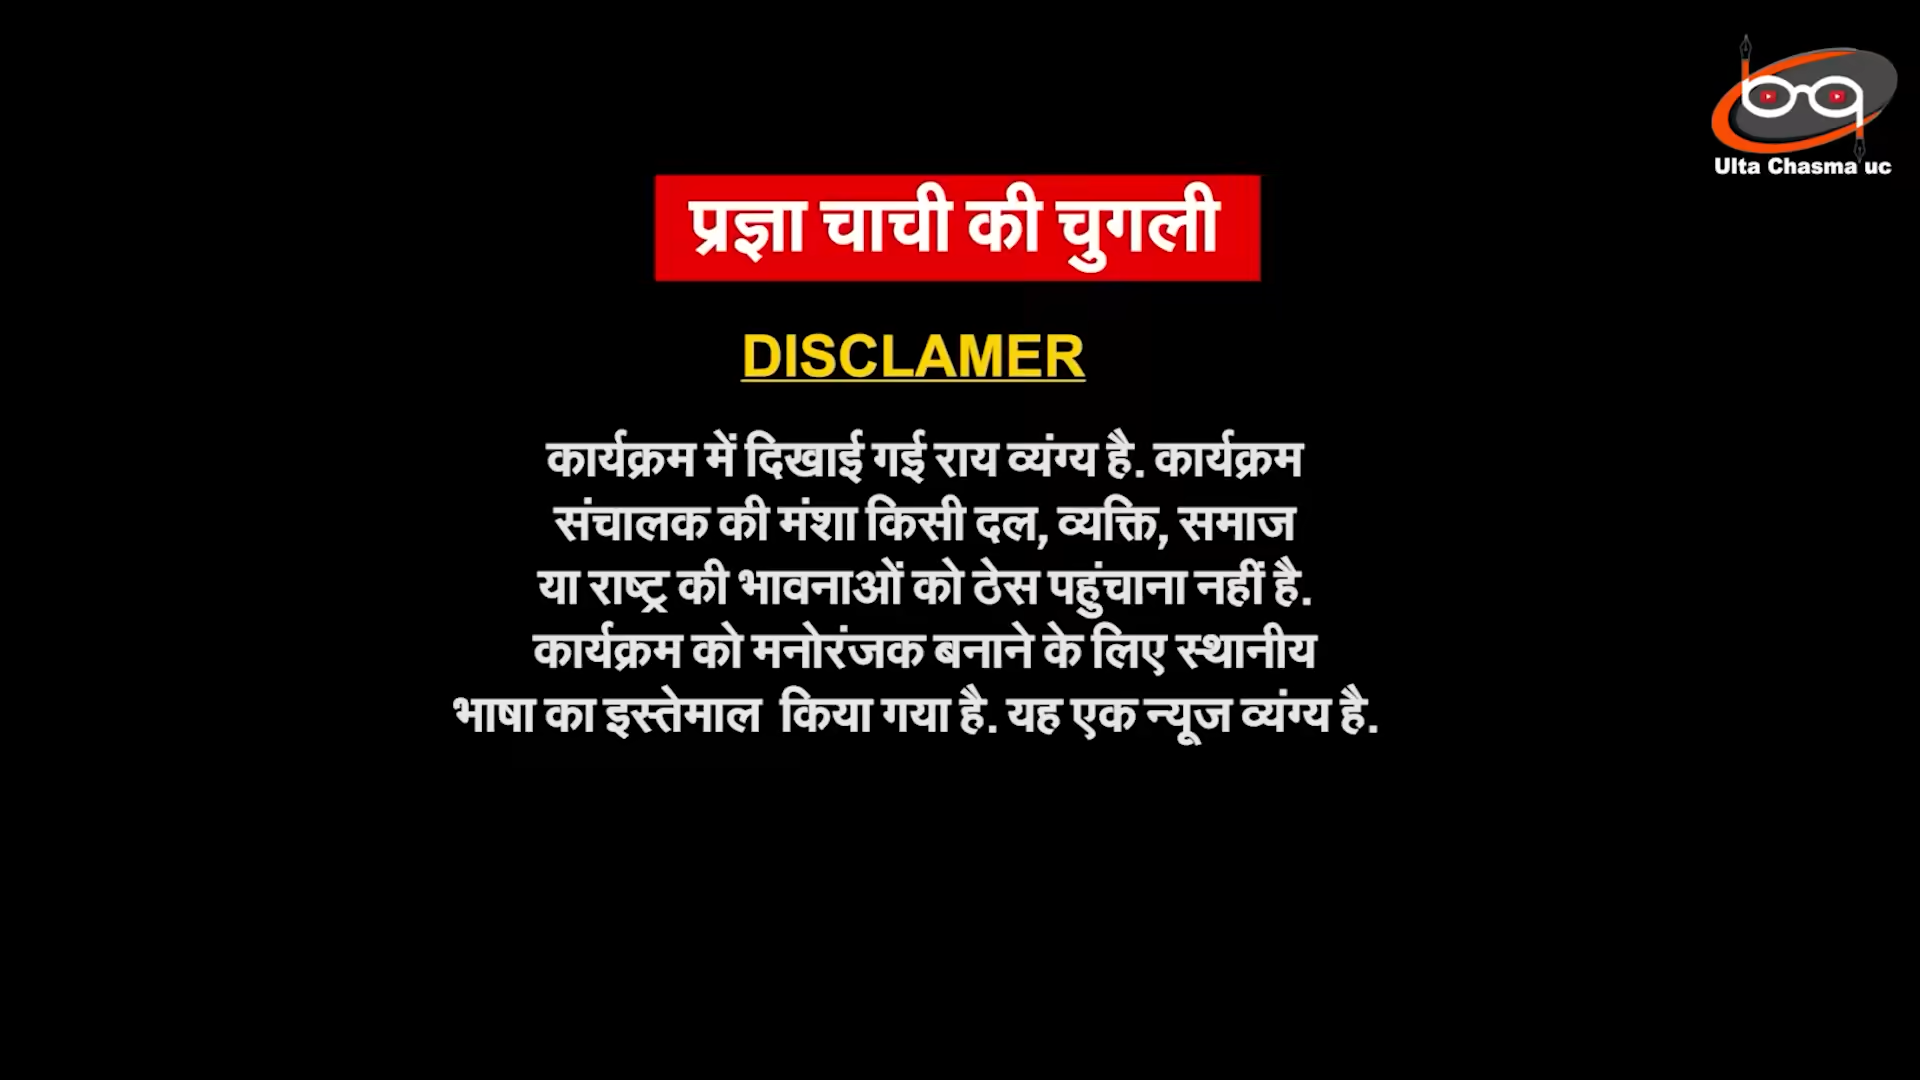 Ulta Chasma uc
प्रज्ञा चाची की चुगली
DISCLAMER
कार्यक्रम में दिखाई गई राय व्यंग्य है. कार्यक्रम
संचालक की मंशा किसी दल, व्यक्ति, समाज
या राष्ट्र की भावनाओं को ठेस पहुंचाना नहीं है.
कार्यक्रम को मनोरंजक बनाने के लिए स्थानीय
भाषा का इस्तेमाल किया गया है. यह एक न्यूज व्यंग्य है.